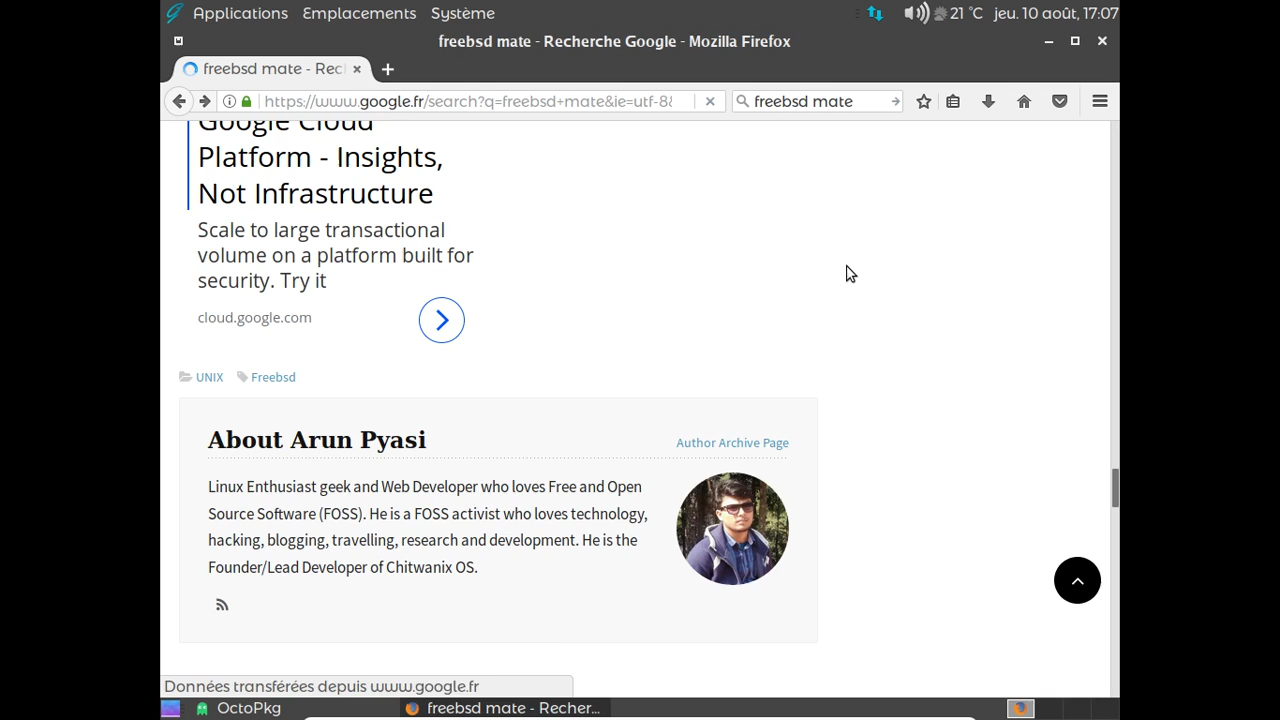 Applications Emplacements Système
21 °C jeu. 10 août, 17:07
freebsd mate - Recherche Google - Mozilla Firefox
freebsd mate - Rec
https://www.google.fr/search?q=freebsd+mate&ie=utf-8&
freebsd mate
Google Cloud
Platform - Insights,
Not Infrastructure
Scale to large transactional
volume on a platform built for
security. Try it
cloud.google.com
UNIX Freebsd
About Arun Pyasi
Author Archive Page
Linux Enthusiast geek and Web Developer who loves Free and Open
Source Software (FOSS). He is a FOSS activist who loves technology,
hacking, blogging, travelling, research and development. He is the
Founder/Lead Developer of Chitwanix OS.
Données transférées depuis www.google.fr
OctoPkg
freebsd mate - Recher...